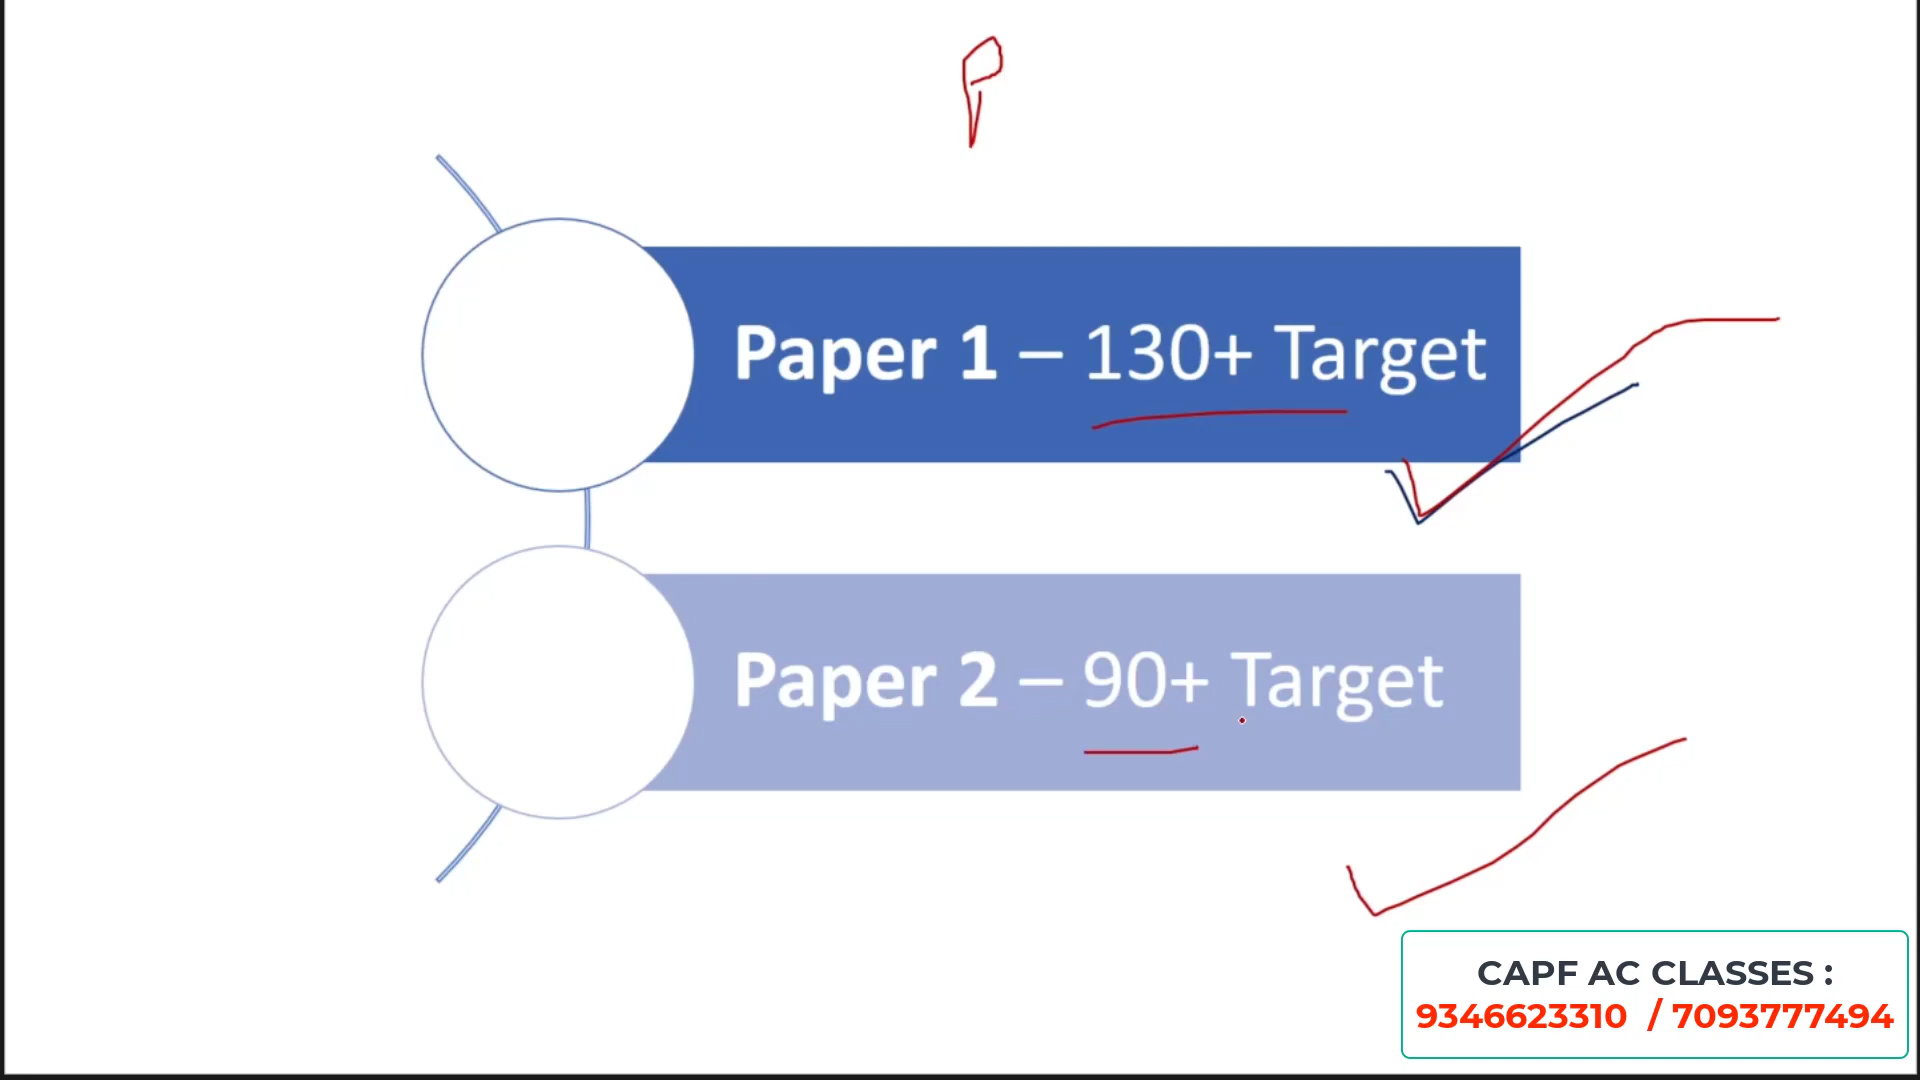 P
Paper 1 – 130+ Target
Paper 2 – 90+ Target
CAPF AC CLASSES :
9346623310 / 7093777494